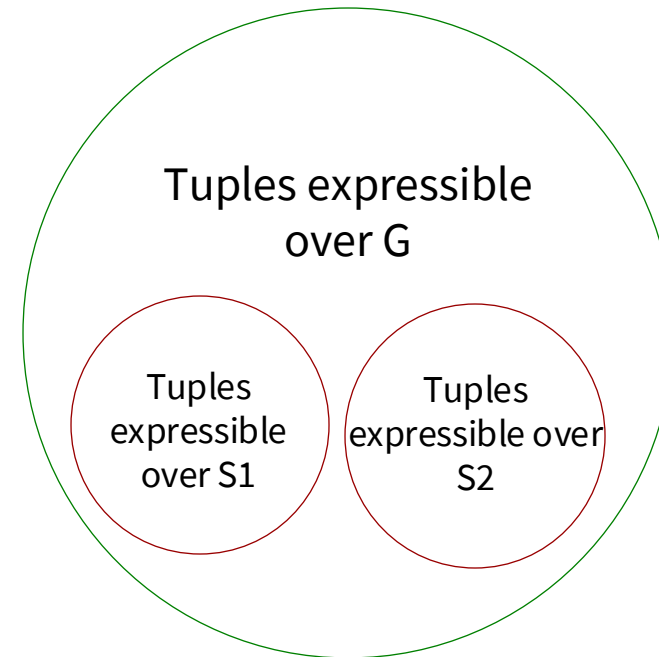 Tuples expressible
over G
Tuples
expressible
over S1
Tuples
expressible over
S2